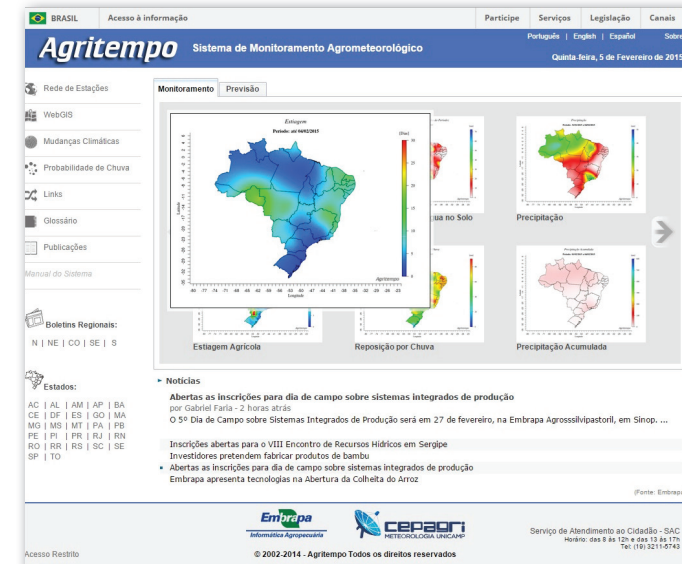 BRASIL Acesso à informação Participe Serviços Legislação Canais
Português | English | Español Sobre
Agritempo Sistema de Monitoramento Agrometeorológico
Quinta-feira, 5 de Fevereiro de 2015
Rede de Estações
WebGIS
Mudanças Climáticas
Probabilidade de Chuva
Links
Glossário
Publicações
Manual do Sistema
Boletins Regionais:
N | NE | CO | SE | S
Estados:
AC | AL | AM | AP | BA
CE | DF | ES | GO | MA
MG | MS | MT | PA | PB
PE | PI | PR | RJ | RN
RO | RR | RS | SC | SE
SP | TO
Monitoramento Previsão
Estiagem
Período: até 04/02/2015
Latitude
Longitude
Agritempo
ua no Solo
Precipitação
Estiagem Agrícola
Reposição por Chuva
Precipitação Acumulada
Notícias
Abertas as inscrições para dia de campo sobre sistemas integrados de produção
por Gabriel Faria - 2 horas atrás
O 5º Dia de Campo sobre Sistemas Integrados de Produção será em 27 de fevereiro, na Embrapa Agrosssilvipastoril, em Sinop. ...
Inscrições abertas para o VIII Encontro de Recursos Hídricos em Sergipe
Investidores pretendem fabricar produtos de bambu
Abertas as inscrições para dia de campo sobre sistemas integrados de produção
Embrapa apresenta tecnologias na Abertura da Colheita do Arroz
(Fonte: Embrapa
Embrapa
Informática Agropecuária
cepagri
METEOROLOGIA UNICAMP
Serviço de Atendimento ao Cidadão - SAC
Horário: das 8 às 12h e das 13 às 17h
Tel: (19) 3211-5743
Acesso Restrito
© 2002-2014 - Agritempo Todos os direitos reservados